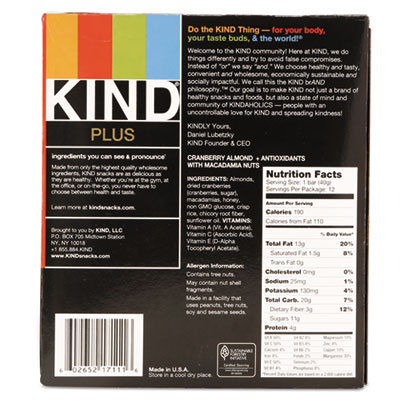 KIND®
PLUS
ingredients you can see & pronounce®
Made from only the highest quality wholesome
ingredients, KIND snacks are as delicious as
they are healthy. Whether you're at the gym, at
the office, or on-the-go, you never have to
choose between health and taste.
Learn more at kindsnacks.com.
Brought to you by KIND, LLC
P.O. BOX 705 Midtown Station
NY, NY 10018
+1 855.884.KIND
www.KINDsnacks.com
6 02652 17111 6
Do the KIND Thing — for your body,
your taste buds, & the world!®
Welcome to the KIND community! Here at KIND, we do
things differently and try to avoid false compromises.
Instead of "or" we say "and." We choose healthy and tasty,
convenient and wholesome, economically sustainable and
socially impactful. We call this the KIND brAND
philosophy.™ Our goal is to make KIND not just a brand of
healthy snacks and foods, but also a state of mind and
community of KINDAHOLICS — people with an
uncontrollable love for KIND and spreading kindness!
KINDLY Yours,
Daniel Lubetzky
KIND Founder & CEO
CRANBERRY ALMOND + ANTIOXIDANTS
WITH MACADAMIA NUTS
INGREDIENTS: Almonds,
dried cranberries
(cranberries, sugar),
macadamias, honey,
non GMO glucose, crisp
rice, chicory root fiber,
sunflower oil. VITAMINS:
Vitamin A (Vit. A Acetate),
Vitamin C (Ascorbic Acid),
Vitamin E (D-Alpha
Tocopheryl Acetate).
Allergen Information:
Contains tree nuts.
May contain nut shell
fragments.
Made in a facility that
uses peanuts, tree nuts,
soy and sesame seeds.
Made in U.S.A.
Store in a cool dry place.
SUSTAINABLE
FORESTRY
INITIATIVE
Nutrition Facts
Serving Size: 1 bar (40g)
Servings Per Package: 12
Amount Per Serving
Calories 190
Calories from Fat 110
% Daily Value*
Total Fat 13g 20%
Saturated Fat 1.5g 8%
Trans Fat 0g
Cholesterol 0mg 0%
Sodium 25mg 1%
Potassium 130mg 4%
Total Carb. 20g 7%
Dietary Fiber 3g 12%
Sugars 11g
Protein 4g